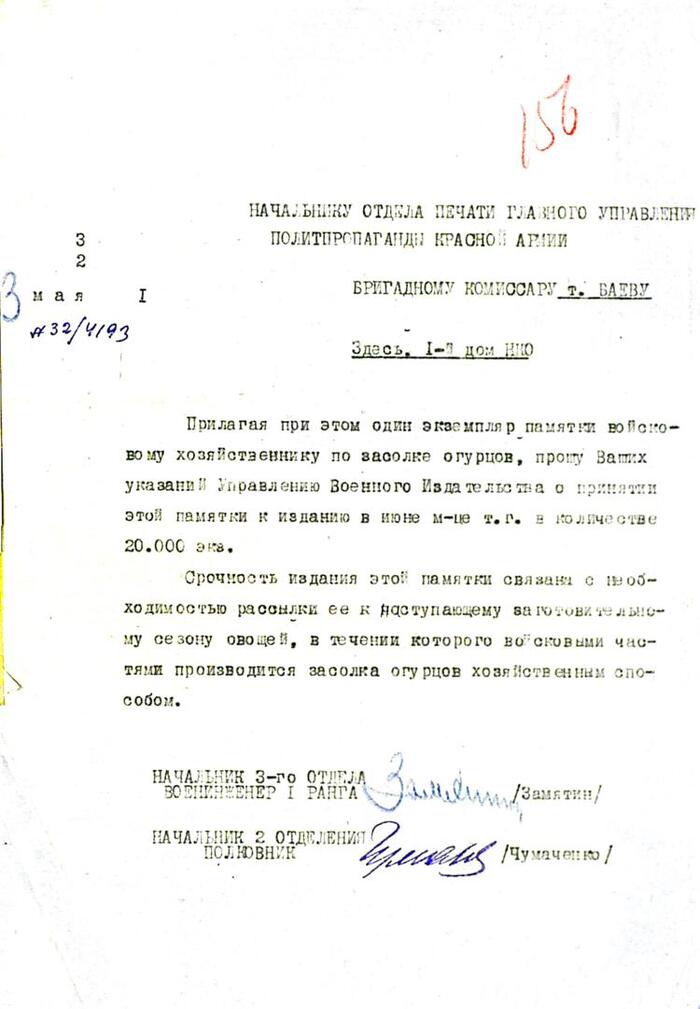 156
НАЧАЛЬНИКУ ОТДЕЛА ПЕЧАТИ ГЛАВНОГО УПРАВЛЕНИЯ
ПОЛИТПРОПАГАНДЫ КРАСНОЙ АРМИИ
3
2
БРИГАДНОМУ КОМИССАРУ т. БАЕВУ
3 мая 1
№32/4193
Здесь, I-й дом НКО
Прилагая при этом один экземпляр памятки войско-
вому хозяйственнику по засолке огурцов, прошу Ваших
указаний Управлению Военного Издательства о принятии
этой памятки к изданию в июне м-це т.г. в количестве
20.000 экз.
Срочность издания этой памятки связана с необ-
ходимостью рассылки ее к наступающему заготовительно-
му сезону овощей, в течении которого войсковыми час-
тями производится засолка огурцов хозяйственным спо-
собом.
НАЧАЛЬНИК 3-го ОТДЕЛА
ВОЕНИНЖЕНЕР I РАНГА /Замятин/
НАЧАЛЬНИК 2 ОТДЕЛЕНИЯ
ПОЛКОВНИК /Чумаченко/